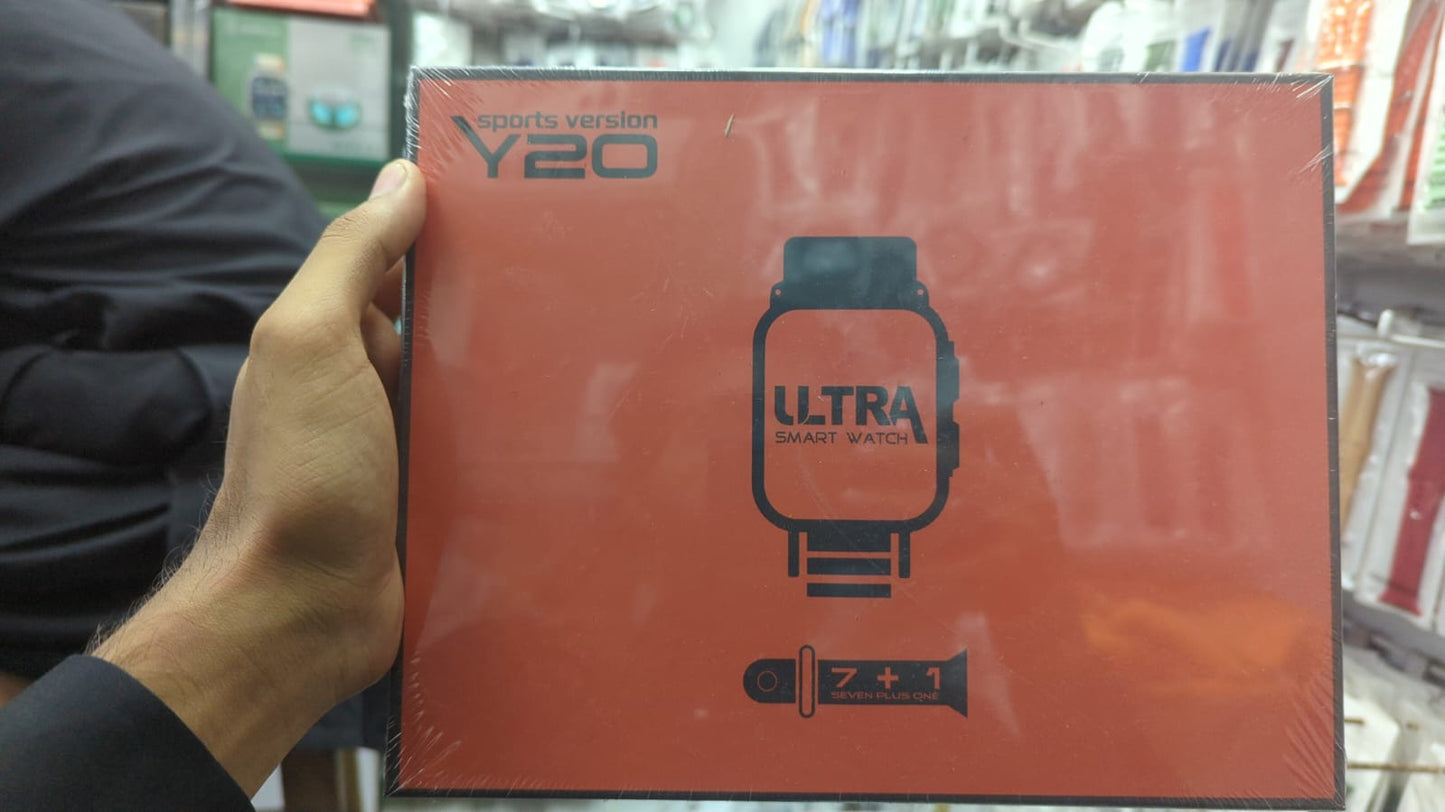 sports version
Y20
ULTRA
SMART WATCH
7 + 1
SEVEN PLUS ONE